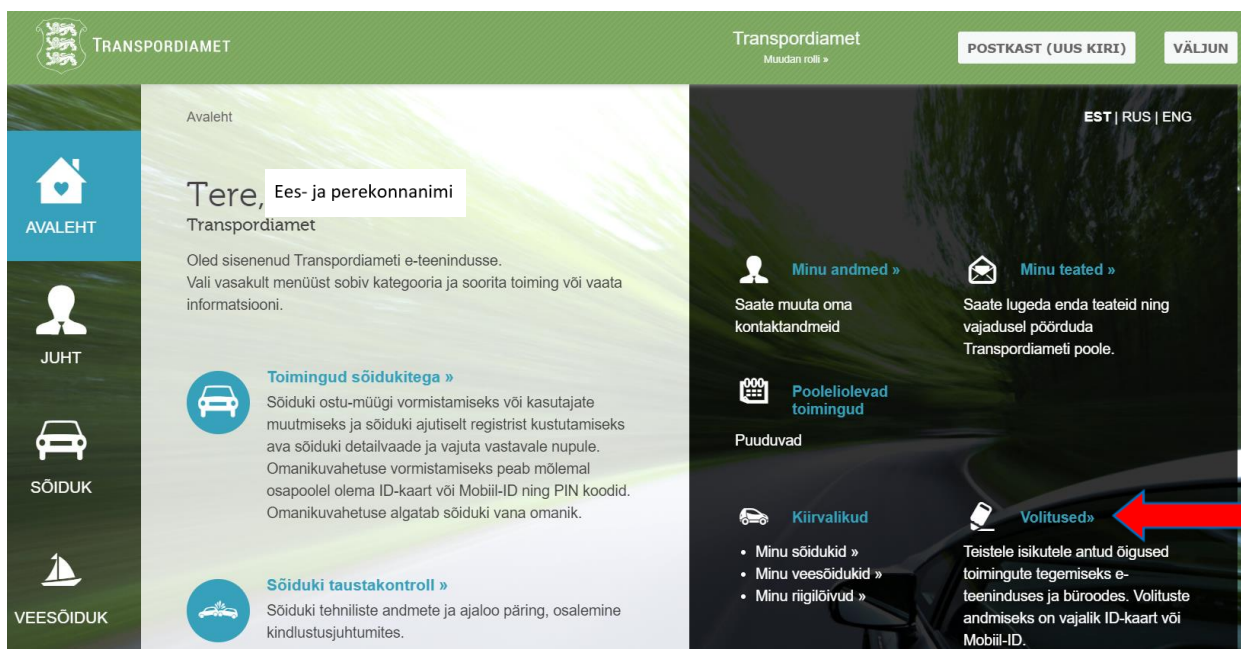 TRANSPORDIAMET
Transpordiamet
Muudan rolli »
POSTKAST (UUS KIRI)
VÄLJUN
AVALEHT
JUHT
SÕIDUK
VEESÕIDUK
Avaleht
EST | RUS | ENG
Tere, Ees- ja perekonnanimi
Transpordiamet
Oled sisenenud Transpordiameti e-teenindusse.
Vali vasakult menüüst sobiv kategooria ja soorita toiming või vaata
informatsiooni.
Toimingud sõidukitega »
Sõiduki ostu-müügi vormistamiseks või kasutajate
muutmiseks ja sõiduki ajutiselt registrist kustutamiseks
ava sõiduki detailvaade ja vajuta vastavale nupule.
Omanikuvahetuse vormistamiseks peab mõlemal
osapoolel olema ID-kaart või Mobiil-ID ning PIN koodid.
Omanikuvahetuse algatab sõiduki vana omanik.
Sõiduki taustakontroll »
Sõiduki tehniliste andmete ja ajaloo päring, osalemine
kindlustusjuhtumites.
Minu andmed »
Saate muuta oma
kontaktandmeid
Minu teated »
Saate lugeda enda teateid ning
vajadusel pöörduda
Transpordiameti poole.
Pooleliolevad
toimingud
Puuduvad
Kiirvalikud
• Minu sõidukid »
• Minu veesõidukid »
• Minu riigilõivud »
Volitused»
Teistele isikutele antud õigused
toimingute tegemiseks e-
teeninduses ja büroodes. Volituste
andmiseks on vajalik ID-kaart või
Mobiil-ID.